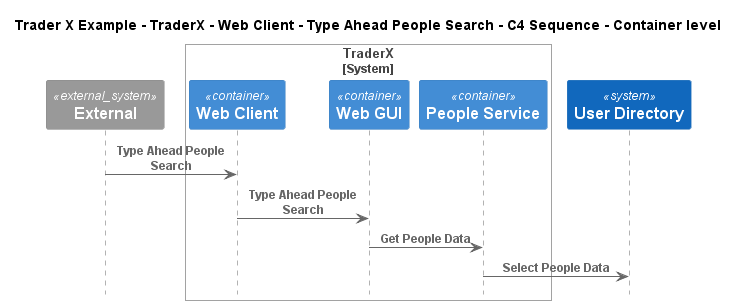 Trader X Example - TraderX - Web Client - Type Ahead People Search - C4 Sequence - Container level
TraderX
[System]
«external_system»
External
«container»
Web Client
«container»
Web GUI
«container»
People Service
«system»
User Directory
Type Ahead People
Search
Type Ahead People
Search
Get People Data
Select People Data